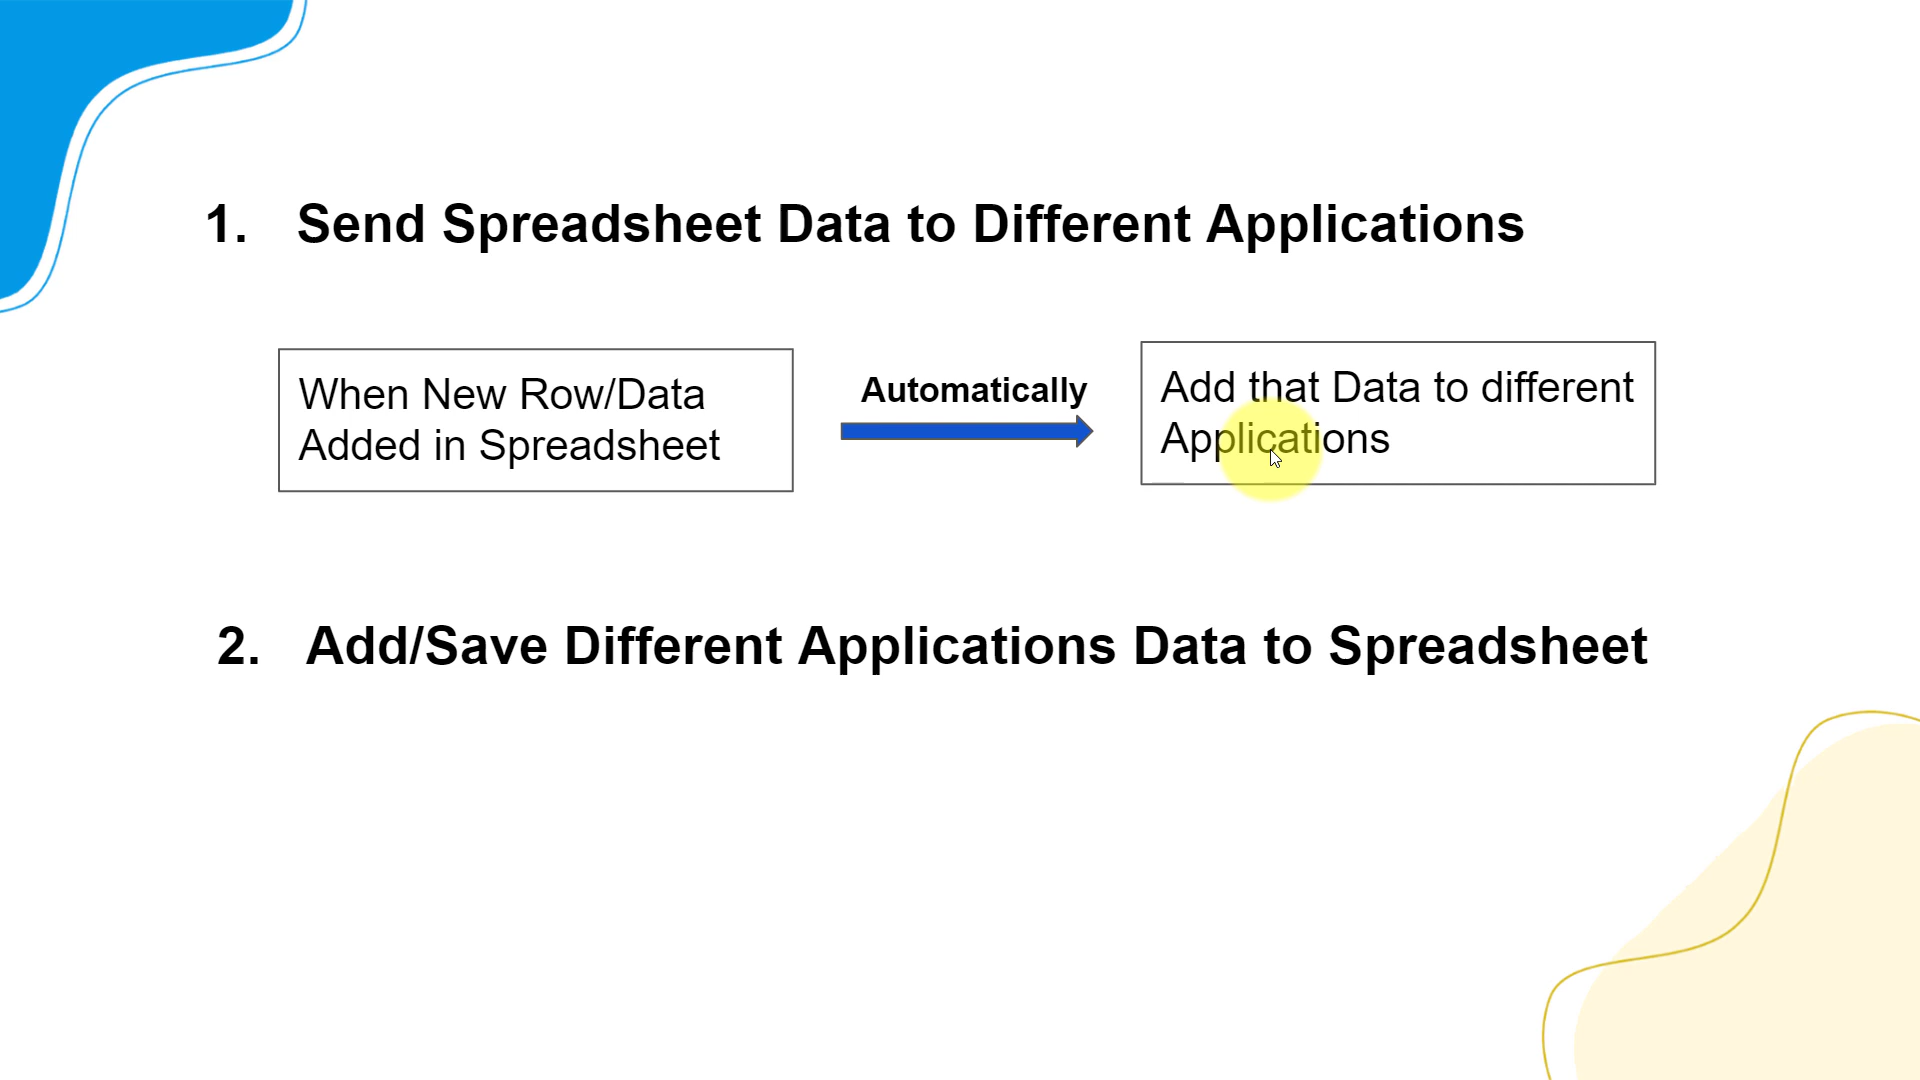 1. Send Spreadsheet Data to Different Applications
When New Row/Data
Added in Spreadsheet
Automatically
Add that Data to different
Applications
2. Add/Save Different Applications Data to Spreadsheet